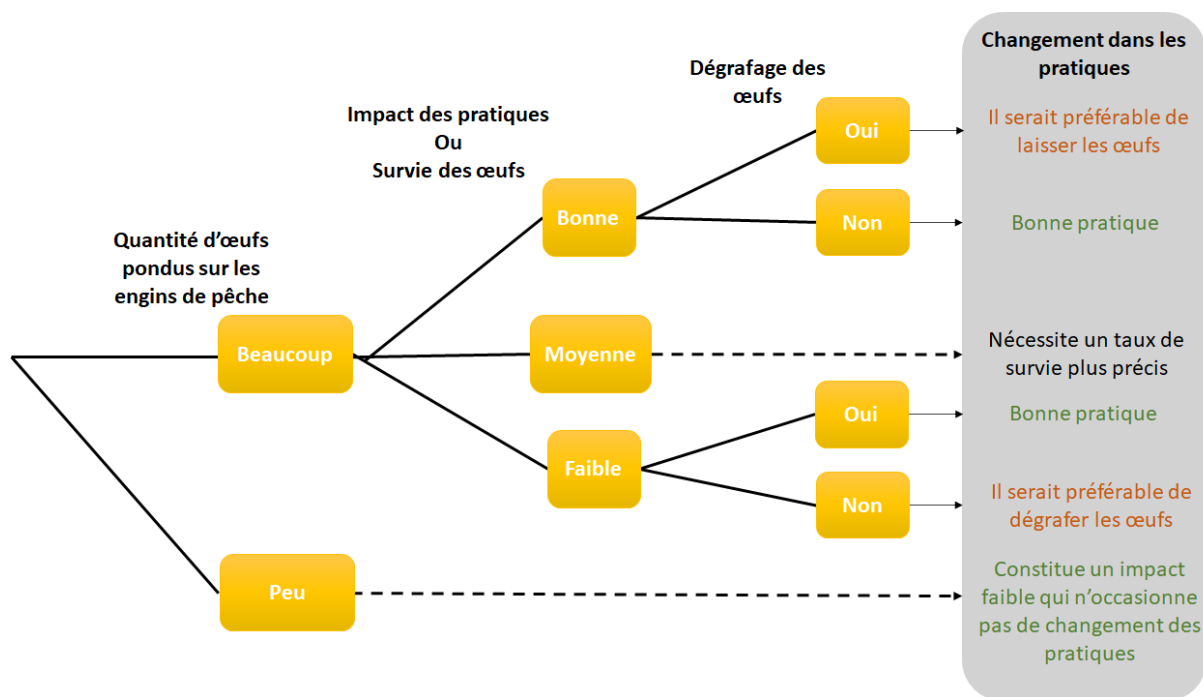 Quantité d'œufs
pondus sur les
engins de pêche
Beaucoup
Peu
Impact des pratiques
Ou
Survie des œufs
Bonne
Moyenne
Faible
Dégrafage des
œufs
Oui
Non
Oui
Non
Changement dans les
pratiques
Il serait préférable de
laisser les œufs
Bonne pratique
Nécessite un taux de
survie plus précis
Bonne pratique
Il serait préférable de
dégrafer les œufs
Constitue un impact
faible qui n'occasionne
pas de changement des
pratiques